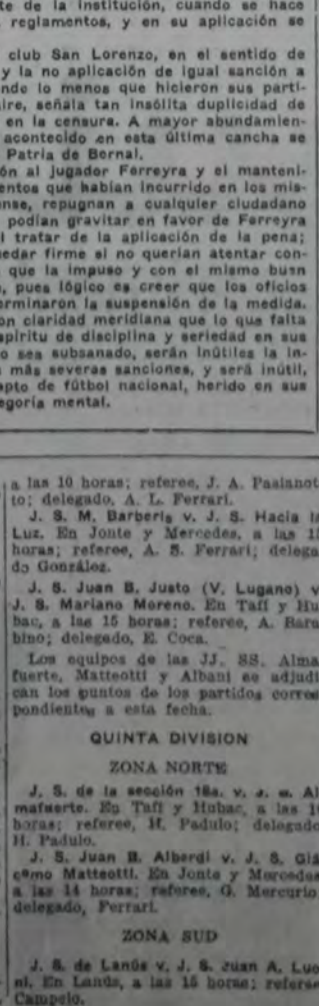 te de la institución, cuando se hace
reglamentos, y en su aplicación se
club San Lorenzo, en el sentido de
y la no aplicación de igual sanción a
ndo lo menos que hicieron sus parti-
aire, señala tan insólita duplicidad de
en la censura. A mayor abundamien-
acontecido en esta última cancha se
Patria de Bernal.
ón al jugador Ferreyra y el manteni-
entos que habían incurrido en los mis-
ense, repugnan a cualquier ciudadano
podían gravitar en favor de Ferreyra
l tratar de la aplicación de la pena;
edar firme si no querían atentar con-
que la impuso y con el mismo buen
, pues lógico es creer que los oficios
erminaron la suspensión de la medida.
on claridad meridiana que lo que falta
spíritu de disciplina y seriedad en sus
o sea subsanado, serán inútiles la in-
s más severas sanciones, y será inútil,
apto de fútbol nacional, herido en sus
egoría mental.
a las 10 horas; referee, J. A. Pasianot-
to; delegado, A. L. Ferrari.
J. S. M. Barberis v. J. S. Hacia la
Luz. En Jonte y Mercedes, a las 15
horas; referee, A. S. Ferrari; delega-
do González.
J. S. Juan B. Justo (V. Lugano) v
J. S. Mariano Moreno. En Tafí y Hu
bac, a las 15 horas; referee, A. Bara
bino; delegado, E. Coca.
Los equipos de las JJ. SS. Alma
fuerte, Matteotti y Albani se adjudi
can los puntos de los partidos corres
pondientes a esta fecha.
QUINTA DIVISION
ZONA NORTE
J. S. de la sección 18a. v. J. S. Al
mafuerte. En Tafí y Hubac, a las 1
horas; referee, H. Padulo; delegado
H. Padulo.
J. S. Juan B. Alberdi v. J. S. Giá
como Matteotti. En Jonte y Mercedes
a las 14 horas; referee, G. Mercurio
delegado, Ferrari.
ZONA SUD
J. S. de Lanús v. J. S. Juan A. Luo
ni. En Lanús, a las 15 horas; referee
Campelo.